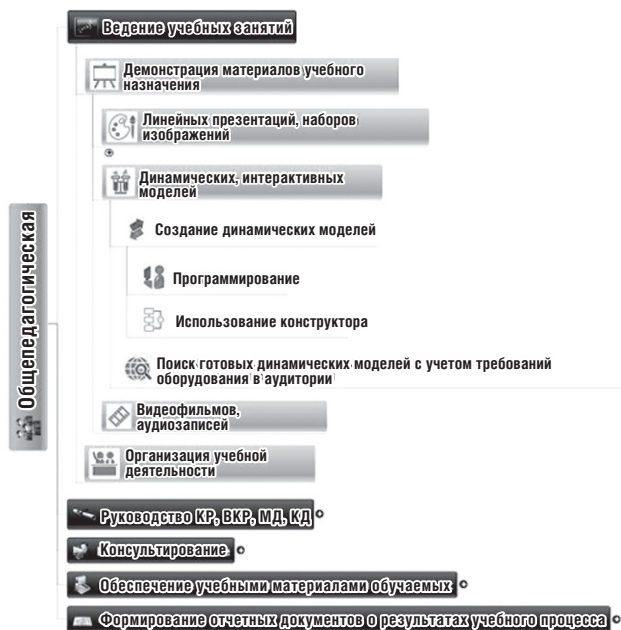 Общепедагогическая
Ведение учебных занятий
Демонстрация материалов учебного
назначения
Линейных презентаций, наборов
изображений
Динамических, интерактивных
моделей
Создание динамических моделей
Программирование
Использование конструктора
Поиск готовых динамических моделей с учетом требований
оборудования в аудитории
Видеофильмов,
аудиозаписей
Организация учебной
деятельности
Руководство КР, ВКР, МД, КД
Консультирование
Обеспечение учебными материалами обучаемых
Формирование отчетных документов о результатах учебного процесса